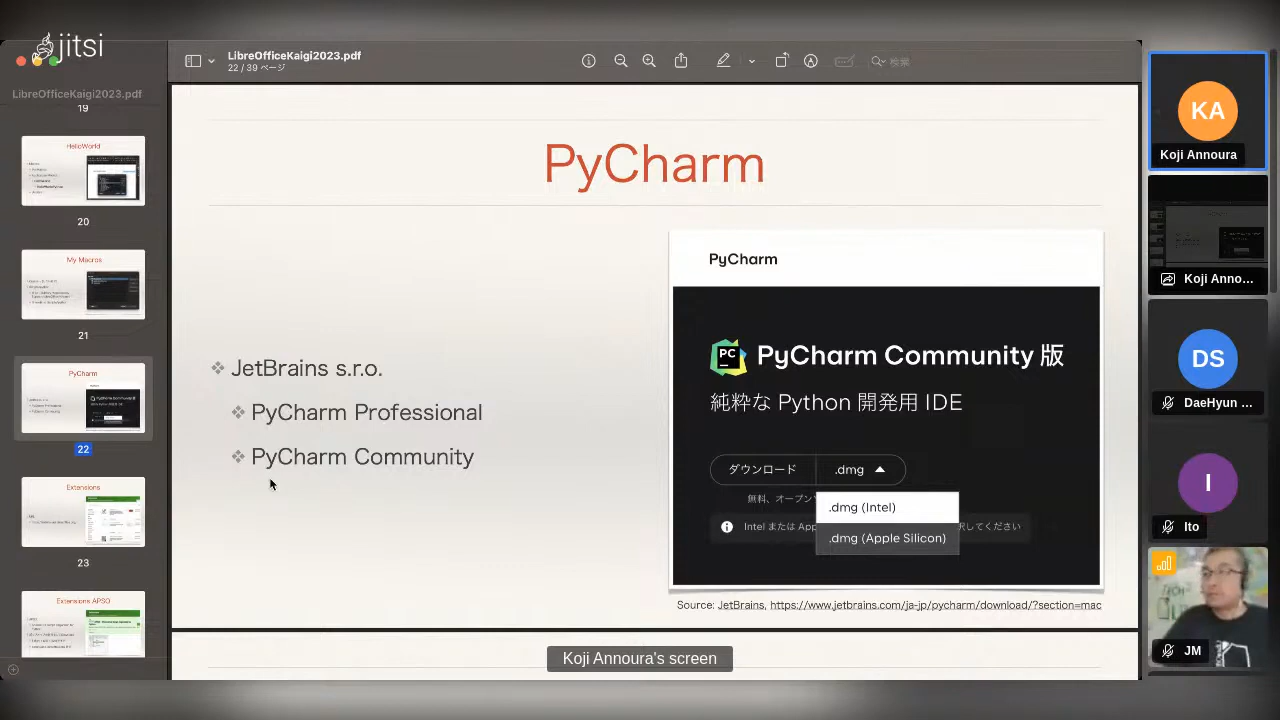 jitsi
LibreOfficeKaigi2023.pdf
22 / 39 ページ
検索
LibreOfficeKaigi2023.pdf
19
HelloWorld
20
My Macros
21
PyCharm
22
Extensions
23
Extensions APSO
PyCharm
JetBrains s.r.o.
PyCharm Professional
PyCharm Community
PyCharm
PC
PyCharm Community 版
純粋な Python 開発用 IDE
ダウンロード
.dmg
無料、オープン
.dmg (Intel)
Intel または App
択してください
.dmg (Apple Silicon)
Source: JetBrains, https://www.jetbrains.com/ja-jp/pycharm/download/?section=mac
Koji Annoura's screen
KA
Koji Annoura
Koji Anno...
DS
DaeHyun ...
I
Ito
JM